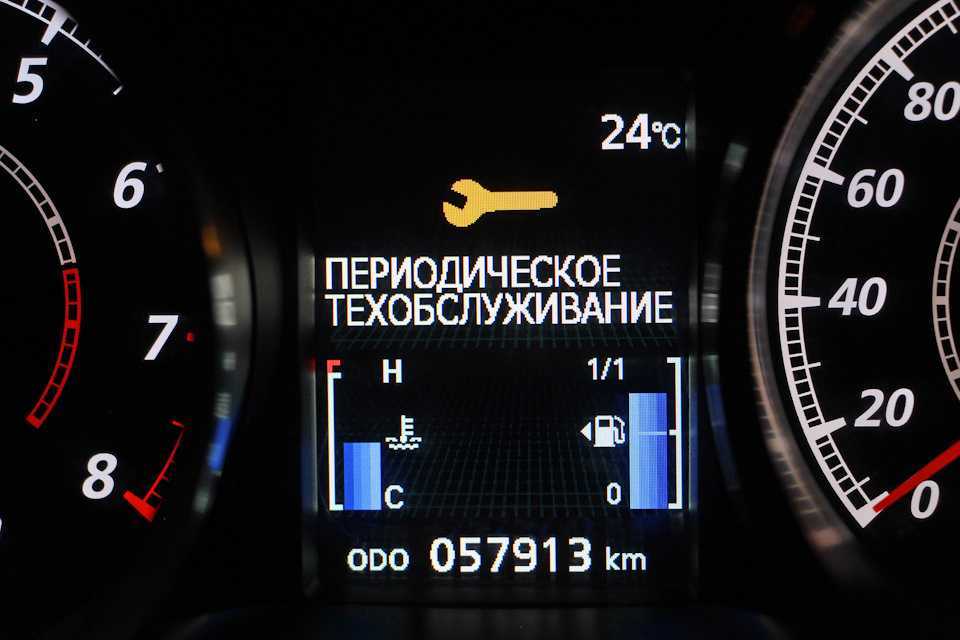 5
6
7
8
24°C
ПЕРИОДИЧЕСКОЕ
ТЕХОБСЛУЖИВАНИЕ
H
1/1
C
0
ODO 057913 km
80
60
40
20
0